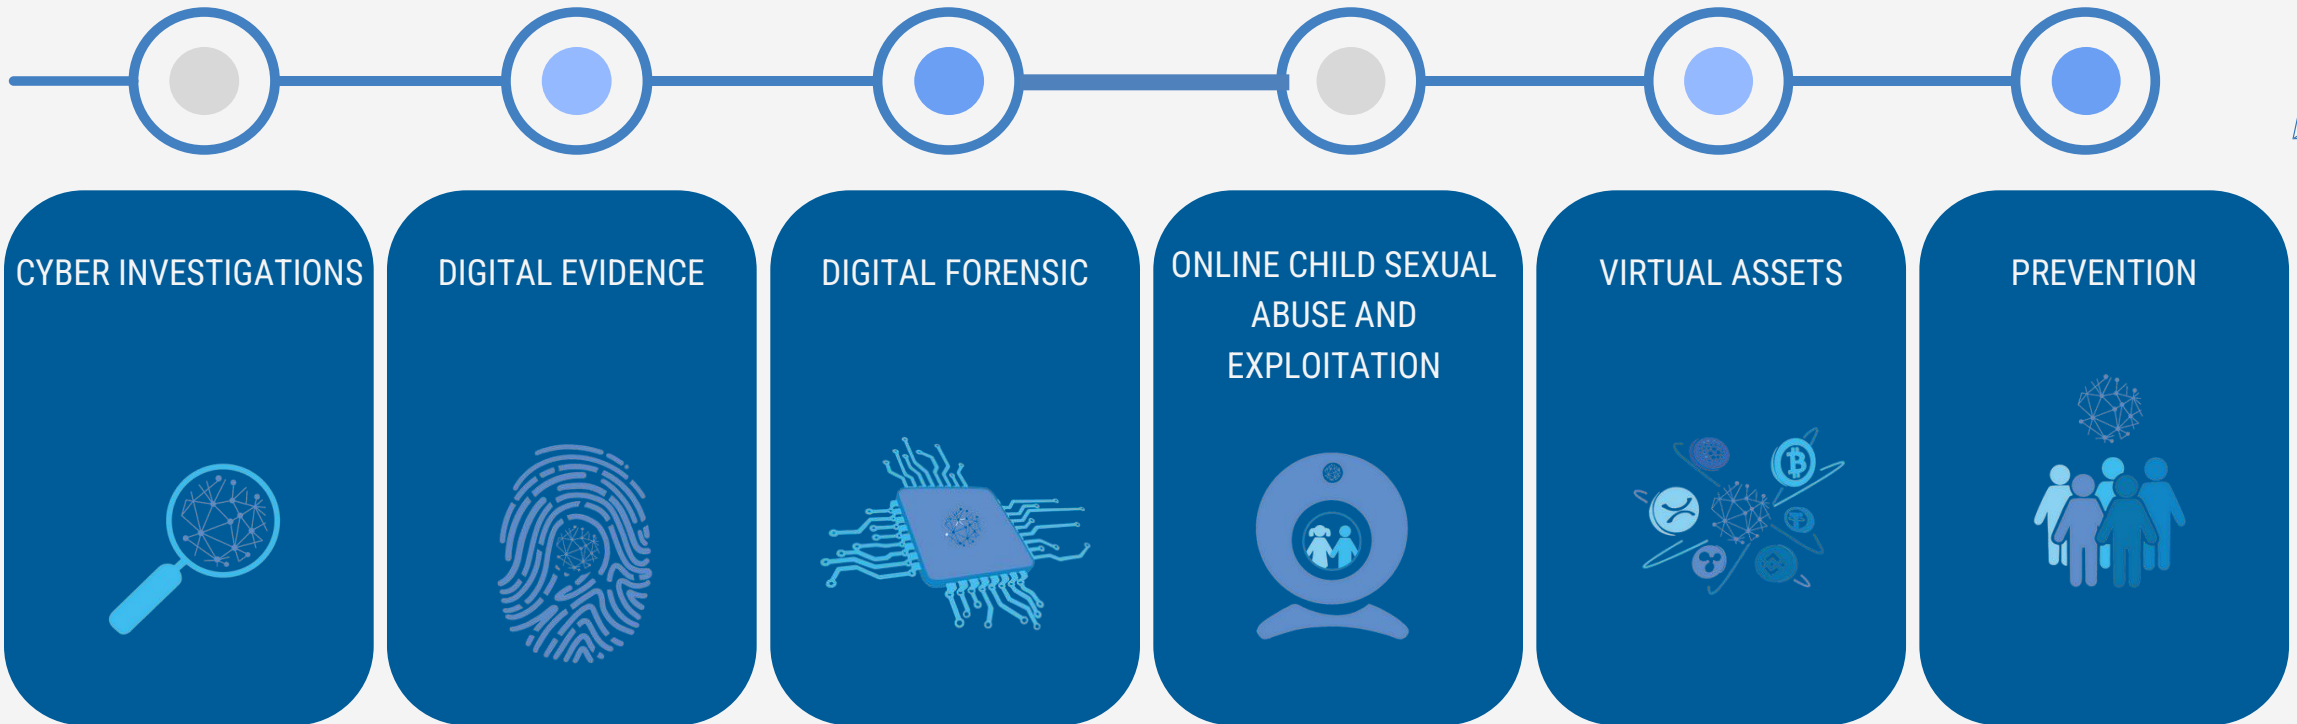 CYBER INVESTIGATIONS
DIGITAL EVIDENCE
DIGITAL FORENSIC
ONLINE CHILD SEXUAL
ABUSE AND
EXPLOITATION
VIRTUAL ASSETS
PREVENTION